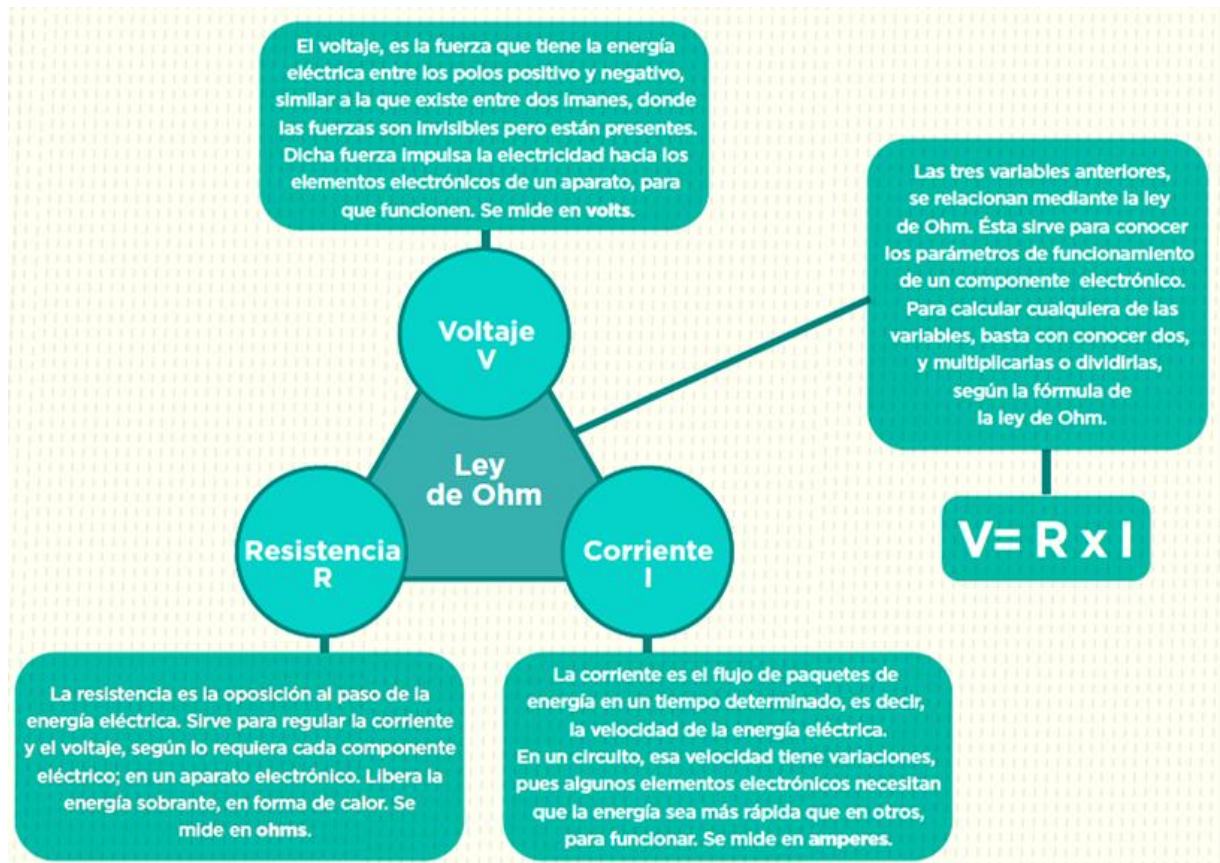 El voltaje, es la fuerza que tiene la energía
eléctrica entre los polos positivo y negativo,
similar a la que existe entre dos imanes, donde
las fuerzas son invisibles pero están presentes.
Dicha fuerza impulsa la electricidad hacia los
elementos electrónicos de un aparato, para
que funcionen. Se mide en volts.
Las tres variables anteriores,
se relacionan mediante la ley
de Ohm. Ésta sirve para conocer
los parámetros de funcionamiento
de un componente electrónico.
Para calcular cualquiera de las
variables, basta con conocer dos,
y multiplicarlas o dividirlas,
según la fórmula de
la ley de Ohm.
Voltaje
V
Ley
de Ohm
Resistencia
R
Corriente
I
V= R x I
La resistencia es la oposición al paso de la
energía eléctrica. Sirve para regular la corriente
y el voltaje, según lo requiera cada componente
eléctrico; en un aparato electrónico. Libera la
energía sobrante, en forma de calor. Se
mide en ohms.
La corriente es el flujo de paquetes de
energía en un tiempo determinado, es decir,
la velocidad de la energía eléctrica.
En un circuito, esa velocidad tiene variaciones,
pues algunos elementos electrónicos necesitan
que la energía sea más rápida que en otros,
para funcionar. Se mide en amperes.